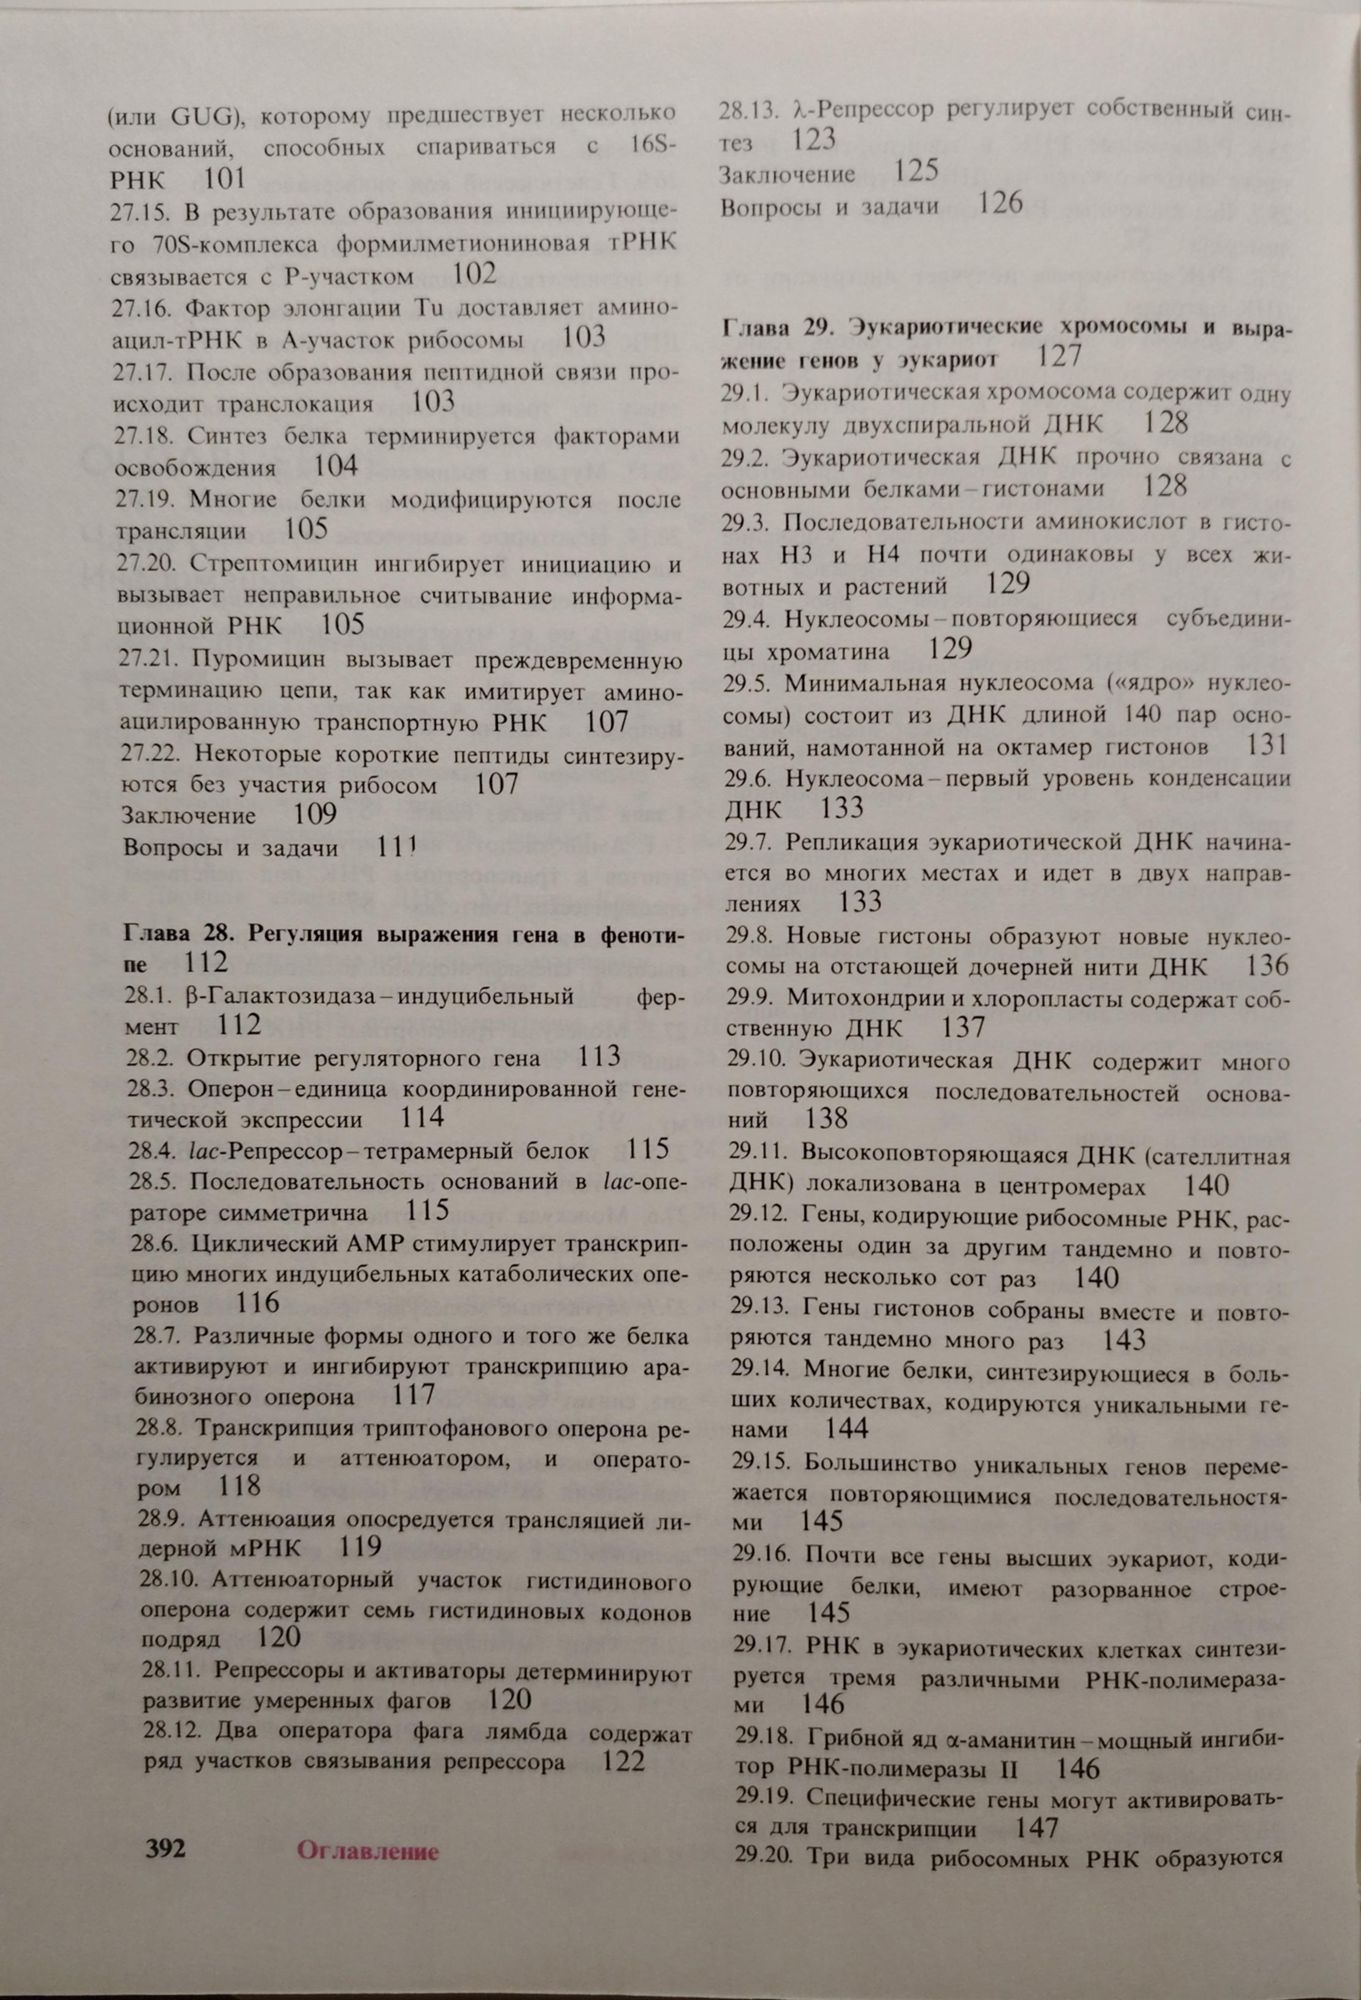 (или GUG), которому предшествует несколько
оснований, способных спариваться с 16S-
РНК 101
27.15. В результате образования инициирующе-
го 70S-комплекса формилметиониновая тРНК
связывается с Р-участком 102
27.16. Фактор элонгации Tu доставляет амино-
ацил-тРНК в А-участок рибосомы 103
27.17. После образования пептидной связи про-
исходит транслокация 103
27.18. Синтез белка терминируется факторами
освобождения 104
27.19. Многие белки модифицируются после
трансляции 105
27.20. Стрептомицин ингибирует инициацию и
вызывает неправильное считывание информа-
ционной РНК 105
27.21. Пуромицин вызывает преждевременную
терминацию цепи, так как имитирует амино-
ацилированную транспортную РНК 107
27.22. Некоторые короткие пептиды синтезиру-
ются без участия рибосом 107
Заключение 109
Вопросы и задачи 111
Глава 28. Регуляция выражения гена в феноти-
пе 112
28.1. β-Галактозидаза–индуцибельный фер-
мент 112
28.2. Открытие регуляторного гена 113
28.3. Оперон–единица координированной гене-
тической экспрессии 114
28.4. lac-Репрессор–тетрамерный белок 115
28.5. Последовательность оснований в lac-опе-
раторе симметрична 115
28.6. Циклический АМР стимулирует транскрип-
цию многих индуцибельных катаболических опе-
ронов 116
28.7. Различные формы одного и того же белка
активируют и ингибируют транскрипцию ара-
бинозного оперона 117
28.8. Транскрипция триптофанового оперона ре-
гулируется и аттенюатором, и операто-
ром 118
28.9. Аттенюация опосредуется трансляцией ли-
дерной мРНК 119
28.10. Аттенюаторный участок гистидинового
оперона содержит семь гистидиновых кодонов
подряд 120
28.11. Репрессоры и активаторы детерминируют
развитие умеренных фагов 120
28.12. Два оператора фага лямбда содержат
ряд участков связывания репрессора 122
28.13. λ-Репрессор регулирует собственный син-
тез 123
Заключение 125
Вопросы и задачи 126
Глава 29. Эукариотические хромосомы и выра-
жение генов у эукариот 127
29.1. Эукариотическая хромосома содержит одну
молекулу двухспиральной ДНК 128
29.2. Эукариотическая ДНК прочно связана с
основными белками–гистонами 128
29.3. Последовательности аминокислот в гисто-
нах Н3 и Н4 почти одинаковы у всех жи-
вотных и растений 129
29.4. Нуклеосомы–повторяющиеся субъедини-
цы хроматина 129
29.5. Минимальная нуклеосома («ядро» нуклео-
сомы) состоит из ДНК длиной 140 пар осно-
ваний, намотанной на октамер гистонов 131
29.6. Нуклеосома–первый уровень конденсации
ДНК 133
29.7. Репликация эукариотической ДНК начина-
ется во многих местах и идет в двух направ-
лениях 133
29.8. Новые гистоны образуют новые нуклео-
сомы на отстающей дочерней нити ДНК 136
29.9. Митохондрии и хлоропласты содержат соб-
ственную ДНК 137
29.10. Эукариотическая ДНК содержит много
повторяющихся последовательностей основа-
ний 138
29.11. Высокоповторяющаяся ДНК (сателлитная
ДНК) локализована в центромерах 140
29.12. Гены, кодирующие рибосомные РНК, рас-
положены один за другим тандемно и повто-
ряются несколько сот раз 140
29.13. Гены гистонов собраны вместе и повто-
ряются тандемно много раз 143
29.14. Многие белки, синтезирующиеся в боль-
ших количествах, кодируются уникальными ге-
нами 144
29.15. Большинство уникальных генов переме-
жается повторяющимися последовательностя-
ми 145
29.16. Почти все гены высших эукариот, коди-
рующие белки, имеют разорванное строе-
ние 145
29.17. РНК в эукариотических клетках синтези-
руется тремя различными РНК-полимераза-
ми 146
29.18. Грибной яд α-аманитин–мощный ингиби-
тор РНК-полимеразы II 146
29.19. Специфические гены могут активировать-
ся для транскрипции 147
29.20. Три вида рибосомных РНК образуются
392 Оглавление